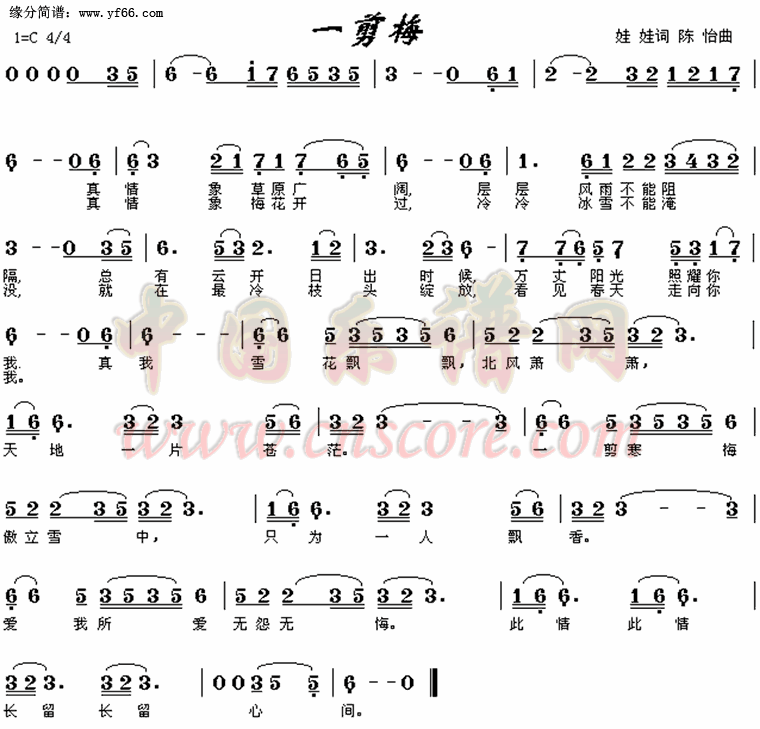 缘分简谱:www.yf66.com
一剪梅
1=C 4/4
娃 娃词 陈 怡曲
0 0 0 0 3 5 | 6 - 6 i 7 6 5 3 5 | 3 - - 0 6 1 | 2 - 2 3 2 1 2 1 7 |
6 - - 0 6 | 6 3 2 1 7 1 7 6 5 | 6 - - 0 6 | 1. 6 1 2 2 3 4 3 2 |
真 情 象 草 原 广 阔, 层 层 风 雨 不 能 阻
真 情 象 梅 花 开 过, 冷 冷 冰 雪 不 能 淹
3 - - 0 3 5 | 6. 5 3 2. 1 2 | 3. 2 3 6 - | 7 7 6 5 7 5 3 1 7 |
隔, 总 有 云 开 日 出 时 候, 万 丈 阳 光 照 耀 你
没, 就 在 最 冷 枝 头 绽 放, 看 见 春 天 走 向 你
6 - - 0 6 | 6 - - - 6 6 | 3 5 3 5 6 | 5 2 2 3 5 3 2 3. |
我. 真 我 雪 花 飘 飘, 北 风 萧 萧,
我。
1 6 6. 3 2 3 5 6 | 3 2 3 - - 3 | 6 6 5 3 5 3 5 6 |
天 地 一 片 苍 茫。 一 剪 寒 梅
5 2 2 3 5 3 2 3. | 1 6 6. 3 2 3 5 6 | 3 2 3 - - 3 |
傲 立 雪 中, 只 为 一 人 飘 香。
6 6 5 3 5 3 5 6 | 5 2 2 3 5 3 2 3. | 1 6 6. 1 6 6. |
爱 我 所 爱 无 怨 无 悔。 此 情 此 情
3 2 3. 3 2 3. | 0 0 3 5 5 | 6 - - 0
长 留 长 留 心 间。
中国乐谱网
www.cnscore.com